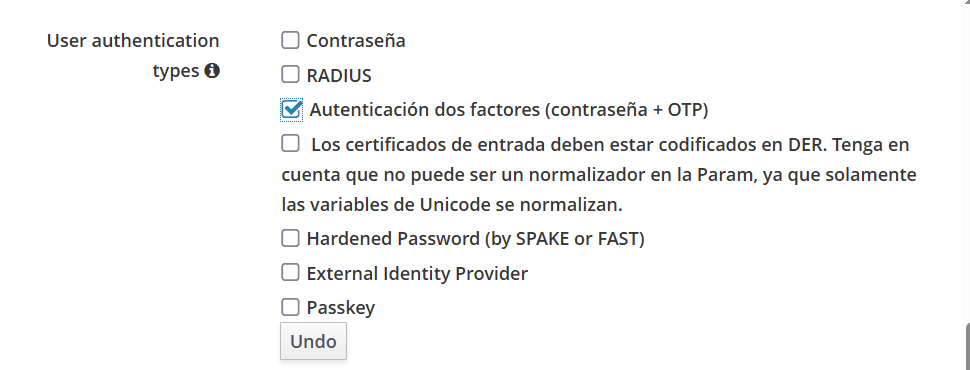 User authentication
types
Contraseña
RADIUS
Autenticación dos factores (contraseña + OTP)
Los certificados de entrada deben estar codificados en DER. Tenga en
cuenta que no puede ser un normalizador en la Param, ya que solamente
las variables de Unicode se normalizan.
Hardened Password (by SPAKE or FAST)
External Identity Provider
Passkey
Undo